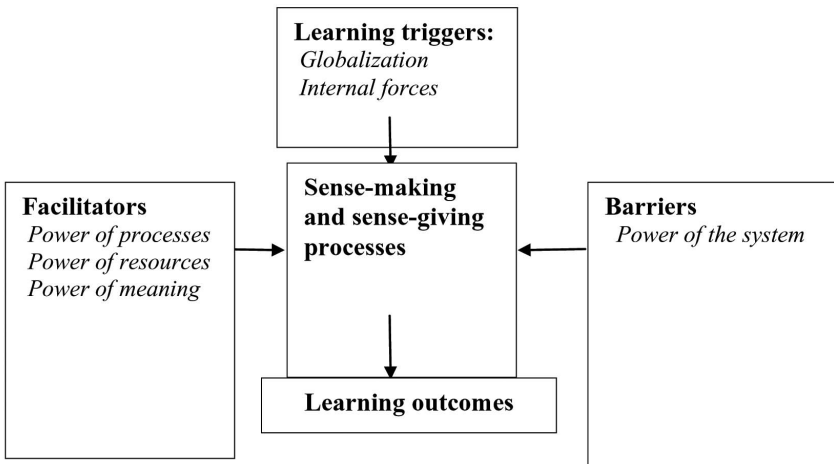 Learning triggers:
Globalization
Internal forces
Sense-making
and sense-giving
processes
Facilitators
Power of processes
Power of resources
Power of meaning
Barriers
Power of the system
Learning outcomes